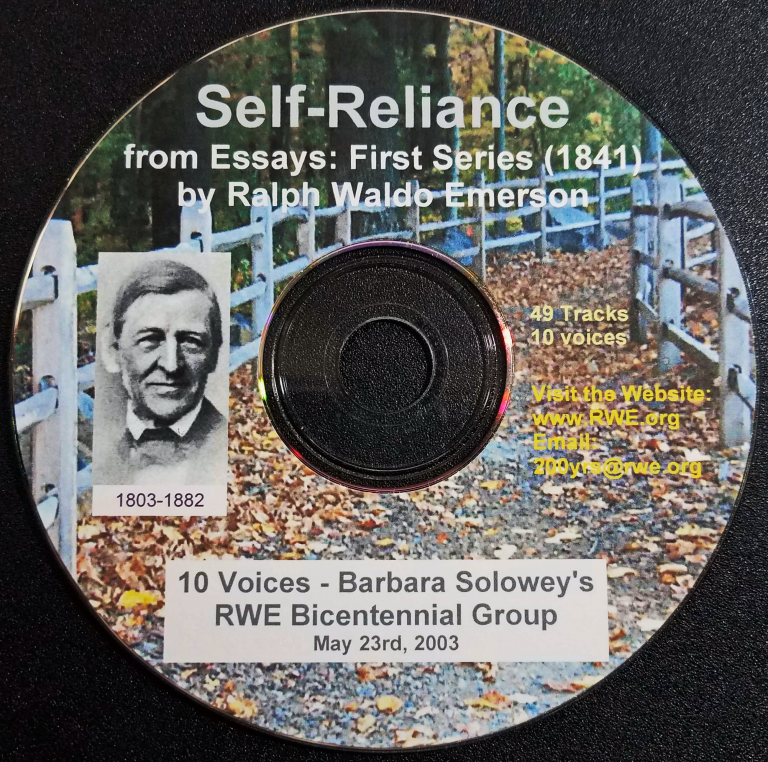 Self-Reliance
from Essays: First Series (1841)
by Ralph Waldo Emerson
49 Tracks
10 voices
Visit the Website:
www.RWE.org
Email:
200yrs@rwe.org
1803-1882
10 Voices - Barbara Solowey's
RWE Bicentennial Group
May 23rd, 2003